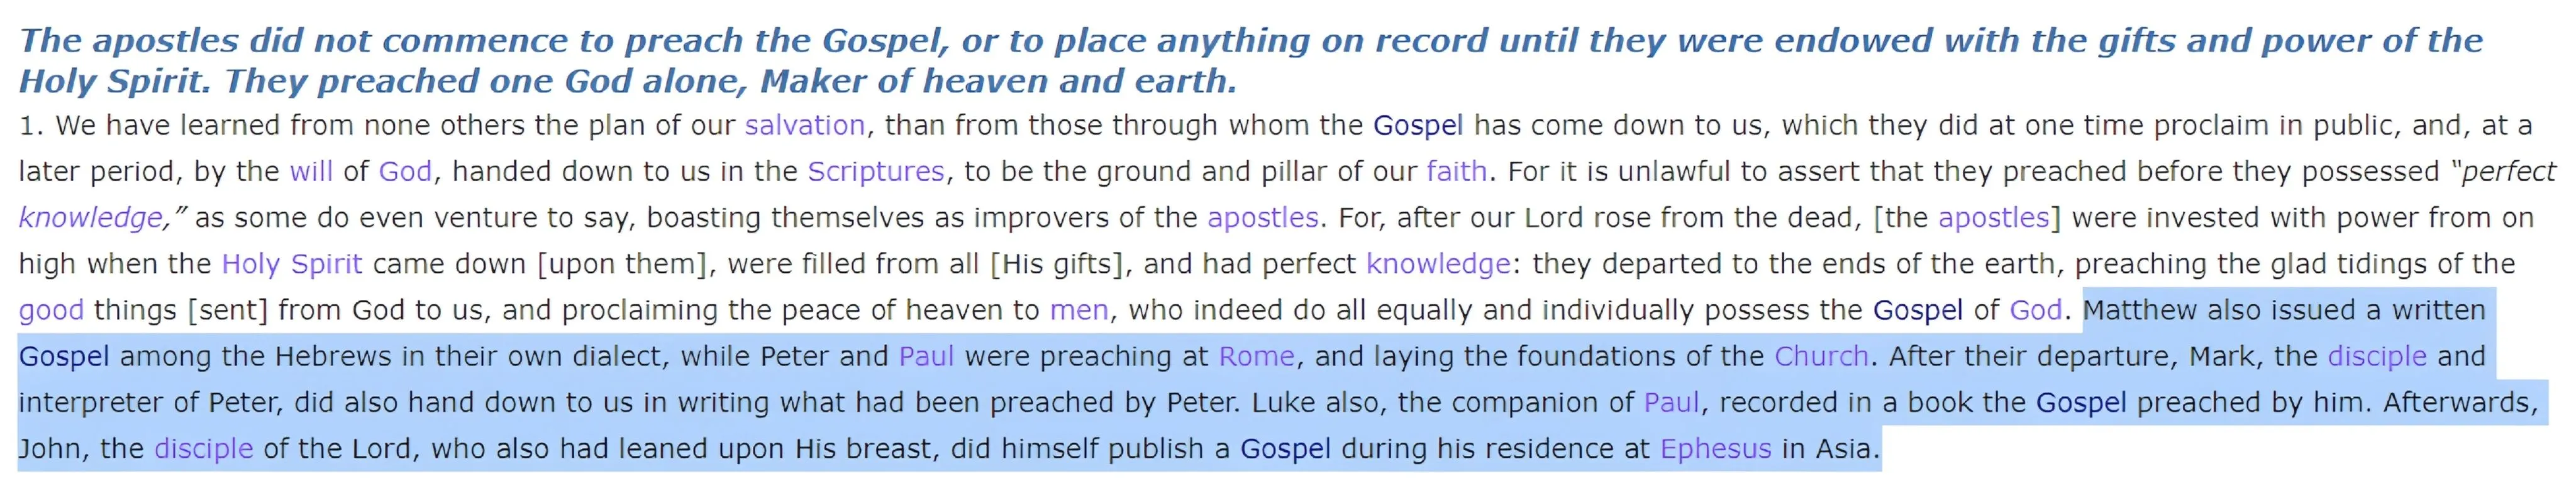 The apostles did not commence to preach the Gospel, or to place anything on record until they were endowed with the gifts and power of the
Holy Spirit. They preached one God alone, Maker of heaven and earth.
1. We have learned from none others the plan of our salvation, than from those through whom the Gospel has come down to us, which they did at one time proclaim in public, and, at a
later period, by the will of God, handed down to us in the Scriptures, to be the ground and pillar of our faith. For it is unlawful to assert that they preached before they possessed “perfect
knowledge,” as some do even venture to say, boasting themselves as improvers of the apostles. For, after our Lord rose from the dead, [the apostles] were invested with power from on
high when the Holy Spirit came down [upon them], were filled from all [His gifts], and had perfect knowledge: they departed to the ends of the earth, preaching the glad tidings of the
good things [sent] from God to us, and proclaiming the peace of heaven to men, who indeed do all equally and individually possess the Gospel of God. Matthew also issued a written
Gospel among the Hebrews in their own dialect, while Peter and Paul were preaching at Rome, and laying the foundations of the Church. After their departure, Mark, the disciple and
interpreter of Peter, did also hand down to us in writing what had been preached by Peter. Luke also, the companion of Paul, recorded in a book the Gospel preached by him. Afterwards,
John, the disciple of the Lord, who also had leaned upon His breast, did himself publish a Gospel during his residence at Ephesus in Asia.